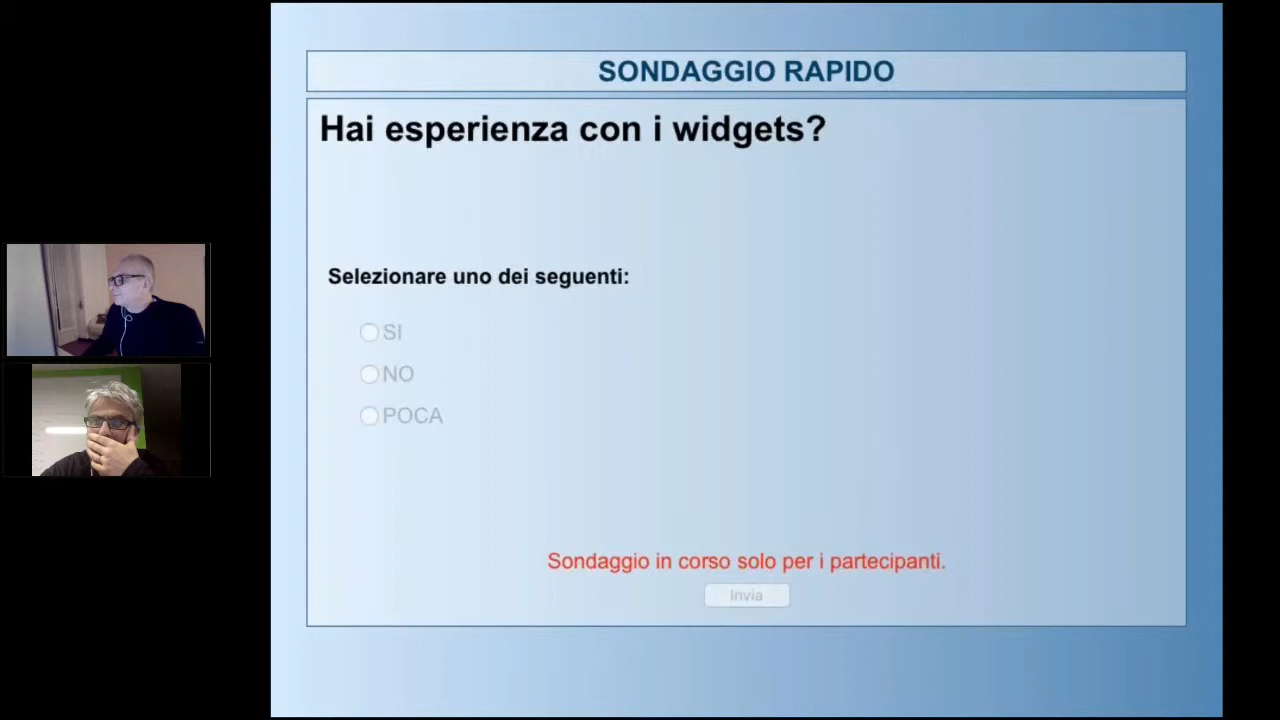 SONDAGGIO RAPIDO
Hai esperienza con i widgets?
Selezionare uno dei seguenti:
SI
NO
POCA
Sondaggio in corso solo per i partecipanti.
Invia